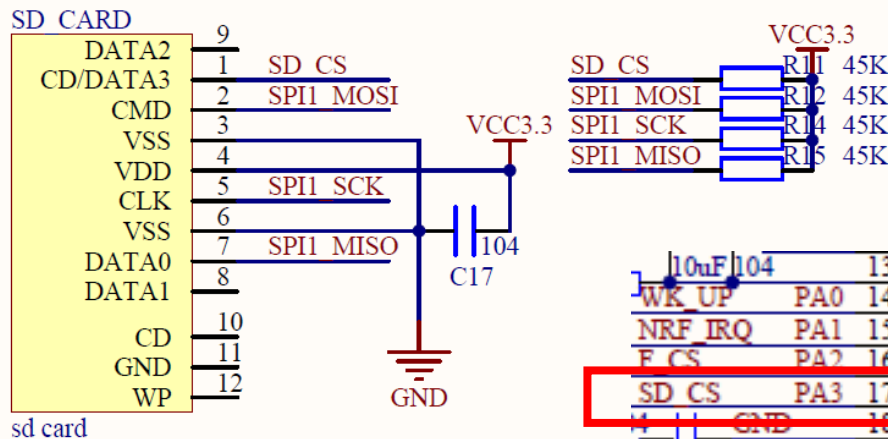 SD_CARD
DATA2 9
CD/DATA3 1 SD_CS
CMD 2 SPI1_MOSI
VSS 3
VDD 4
CLK 5 SPI1_SCK
VSS 6
DATA0 7 SPI1_MISO
DATA1 8
CD 10
GND 11
WP 12
sd card
VCC3.3
104
C17
GND
VCC3.3
SD_CS R11 45K
SPI1_MOSI R12 45K
SPI1_SCK R14 45K
SPI1_MISO R15 45K
10uF 104 13
WK_UP PA0 14
NRF_IRQ PA1 15
F_CS PA2 16
SD_CS PA3 17
GND 18